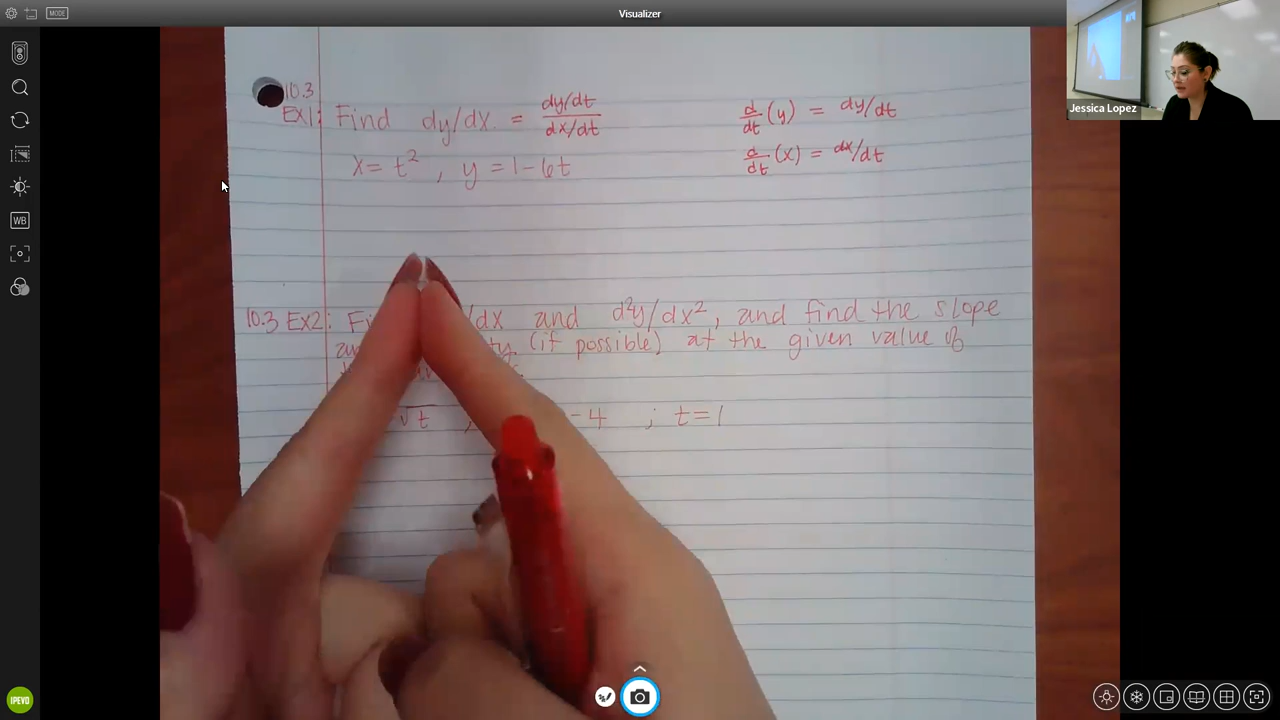 MODE
Visualizer
Jessica Lopez
WB
10.3
EX1: Find dy/dx = dy/dt / dx/dt
d/dt (y) = dy/dt
d/dt (x) = dx/dt
x = t² , y = 1-6t
10.3 Ex2: dx and d²y/dx², and find the slope
(if possible) at the given value of
√t , -4 ; t=1
IPEVO